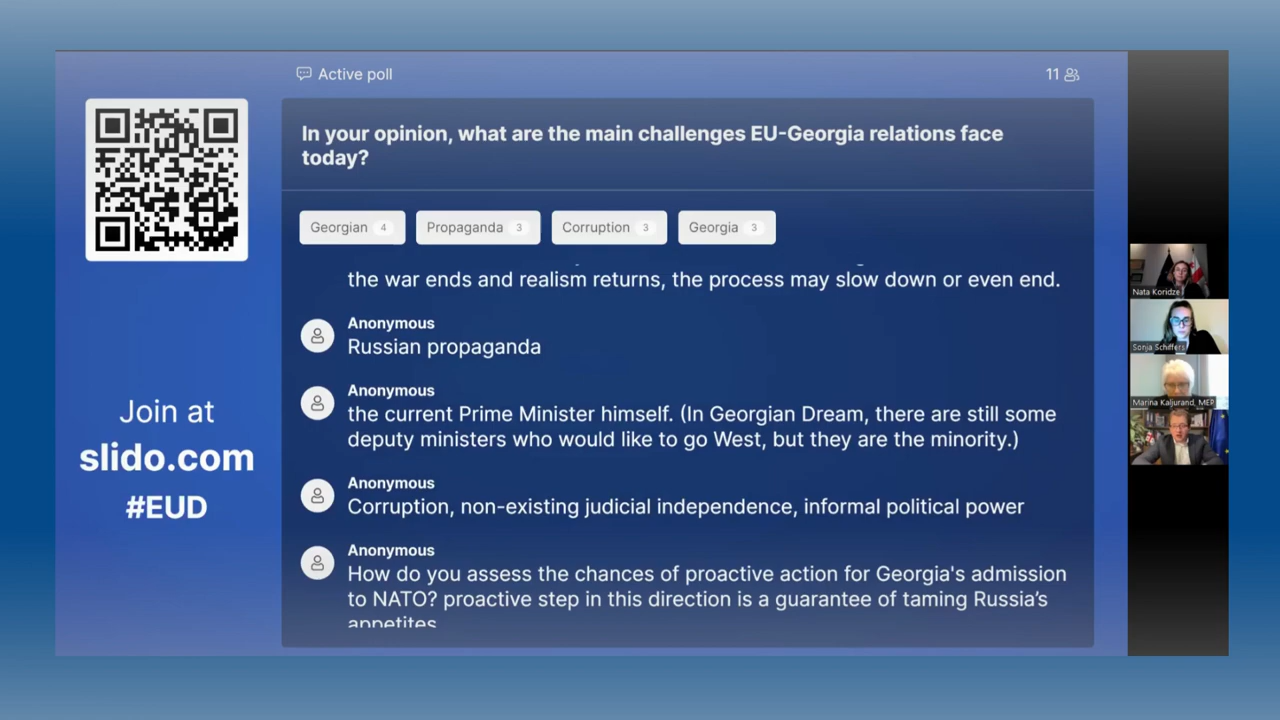 Active poll
11
In your opinion, what are the main challenges EU-Georgia relations face
today?
Georgian 4
Propaganda 3
Corruption 3
Georgia 3
the war ends and realism returns, the process may slow down or even end.
Anonymous
Russian propaganda
Anonymous
the current Prime Minister himself. (In Georgian Dream, there are still some
deputy ministers who would like to go West, but they are the minority.)
Anonymous
Corruption, non-existing judicial independence, informal political power
Anonymous
How do you assess the chances of proactive action for Georgia's admission
to NATO? proactive step in this direction is a guarantee of taming Russia’s
appetites
Join at
slido.com
#EUD
Nata Koridze
Sonja Schiffers
Marina Kaljurand, MEP